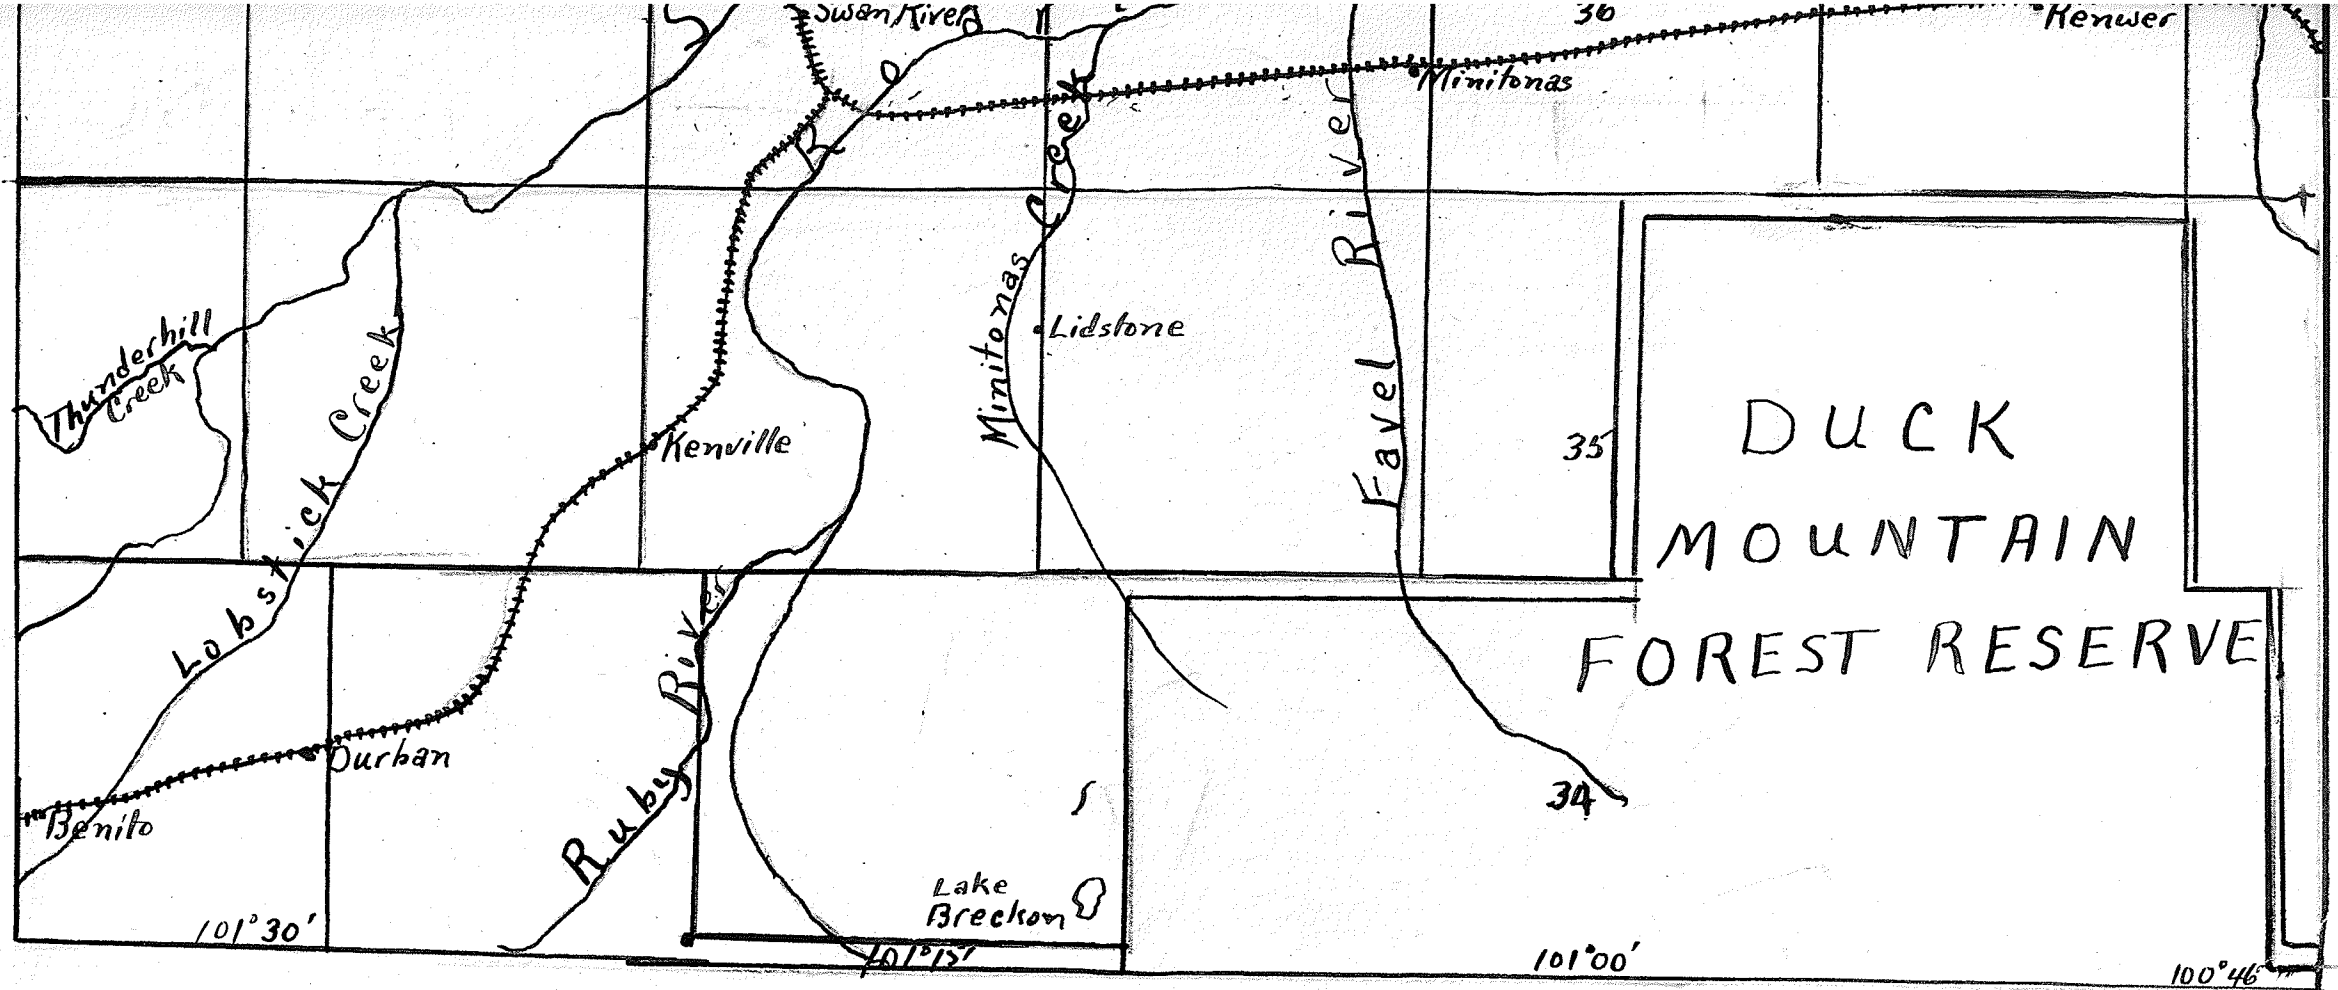 Swan River
36
Kenwer
Minitonas
Minitonas Creek
Favel River
Thunderhill
Creek
Lobstick Creek
Lidstone
Kenville
35
DUCK
MOUNTAIN
FOREST RESERVE
Durban
Benito
Ruby River
34
Lake
Breckon
101°30'
101°15'
101°00'
100°46'